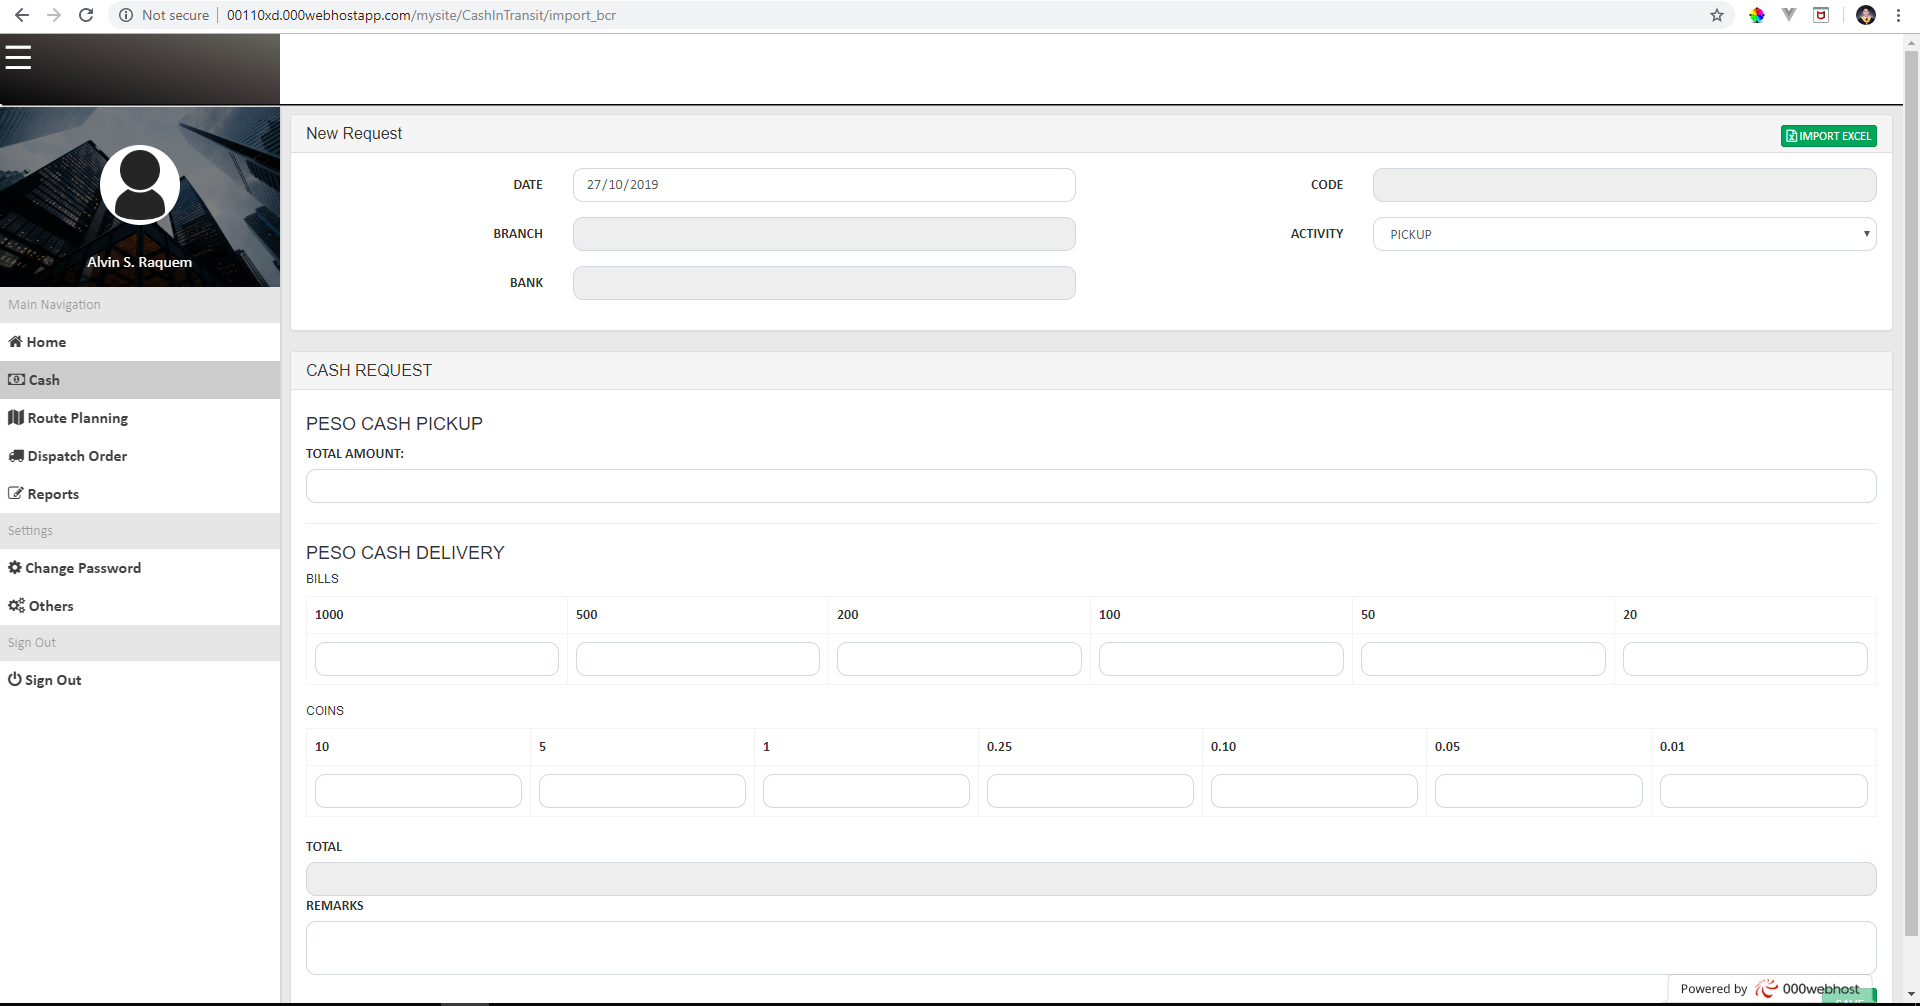 Not secure
00110xd.000webhostapp.com/mysite/CashInTransit/import_bcr
Alvin S. Raquem
Main Navigation
Home
Cash
Route Planning
Dispatch Order
Reports
Settings
Change Password
Others
Sign Out
Sign Out
New Request
IMPORT EXCEL
DATE
27/10/2019
CODE
BRANCH
ACTIVITY
PICKUP
BANK
CASH REQUEST
PESO CASH PICKUP
TOTAL AMOUNT:
PESO CASH DELIVERY
BILLS
1000 500 200 100 50 20
COINS
10 5 1 0.25 0.10 0.05 0.01
TOTAL
REMARKS
Powered by 000webhost
SAVE